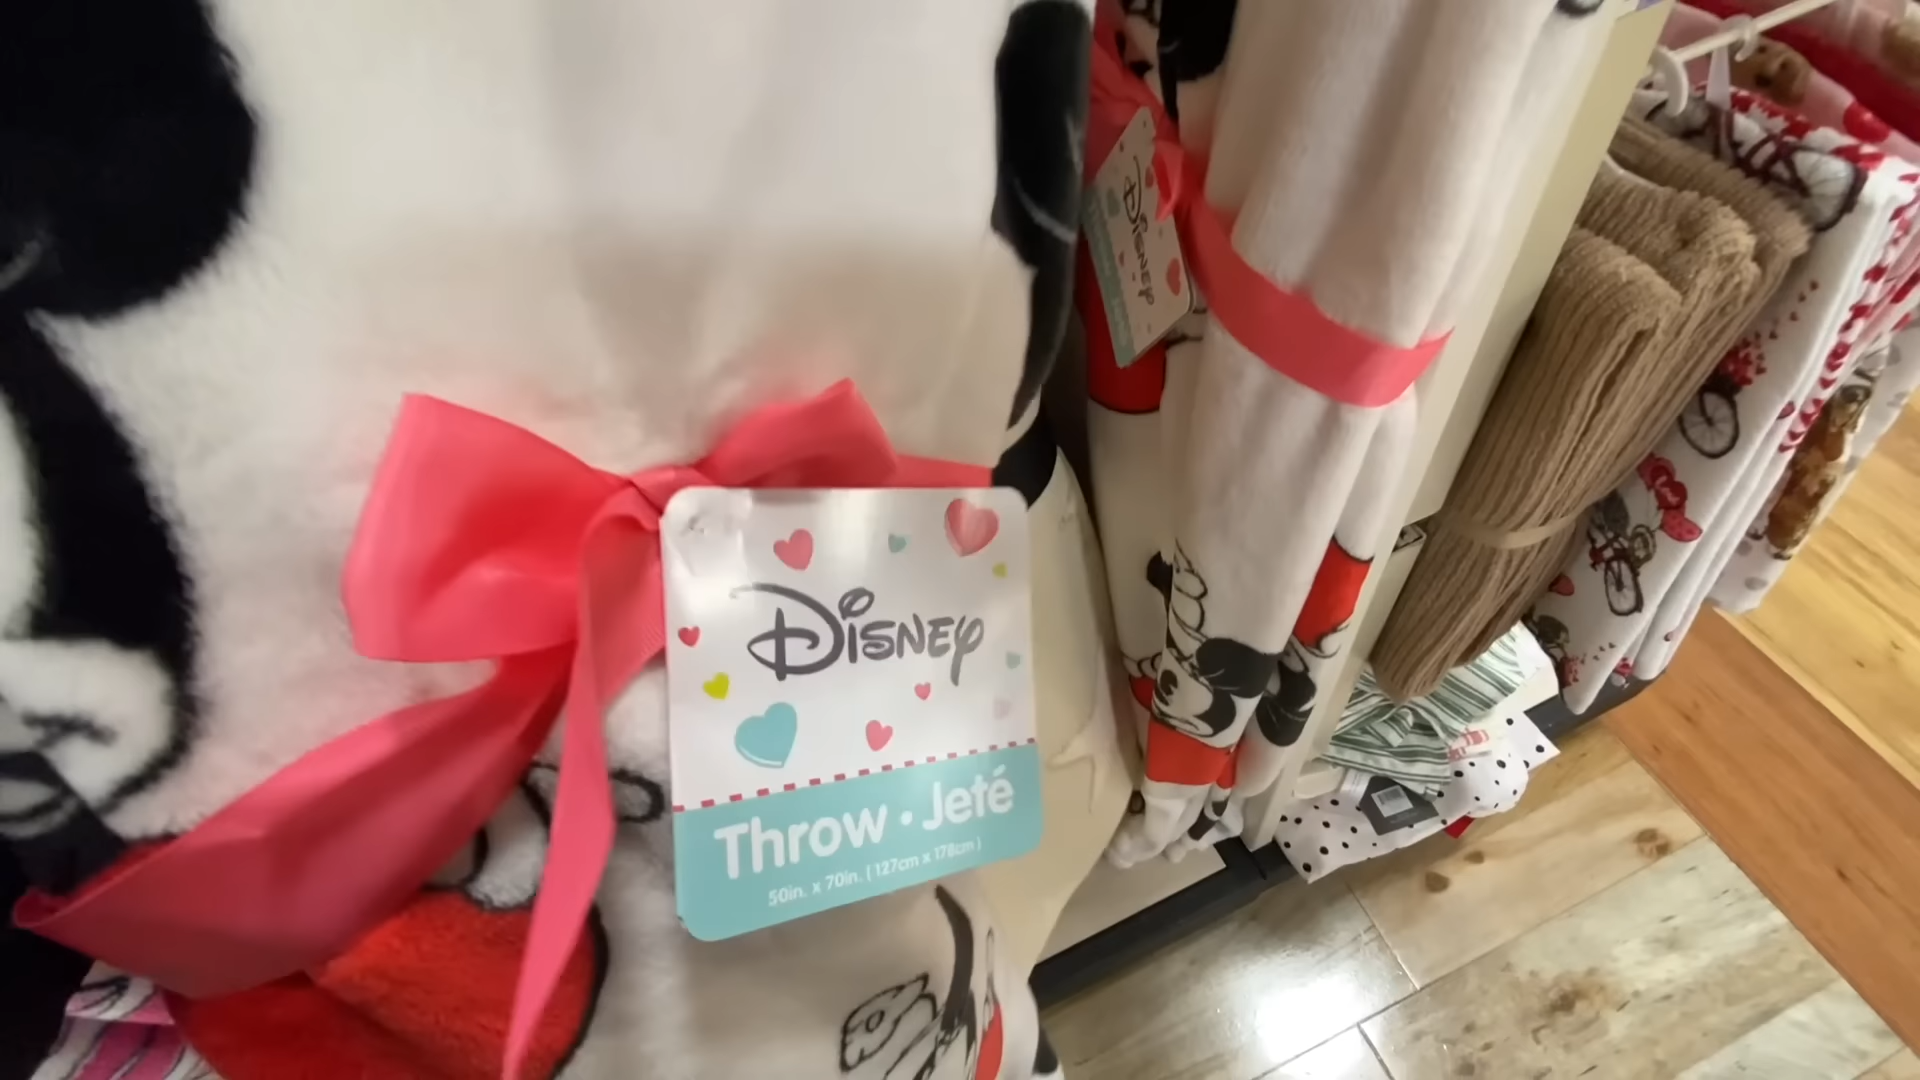 Disney
Throw • Jeté
50in. x 70in. ( 127cm x 178cm )
Disney